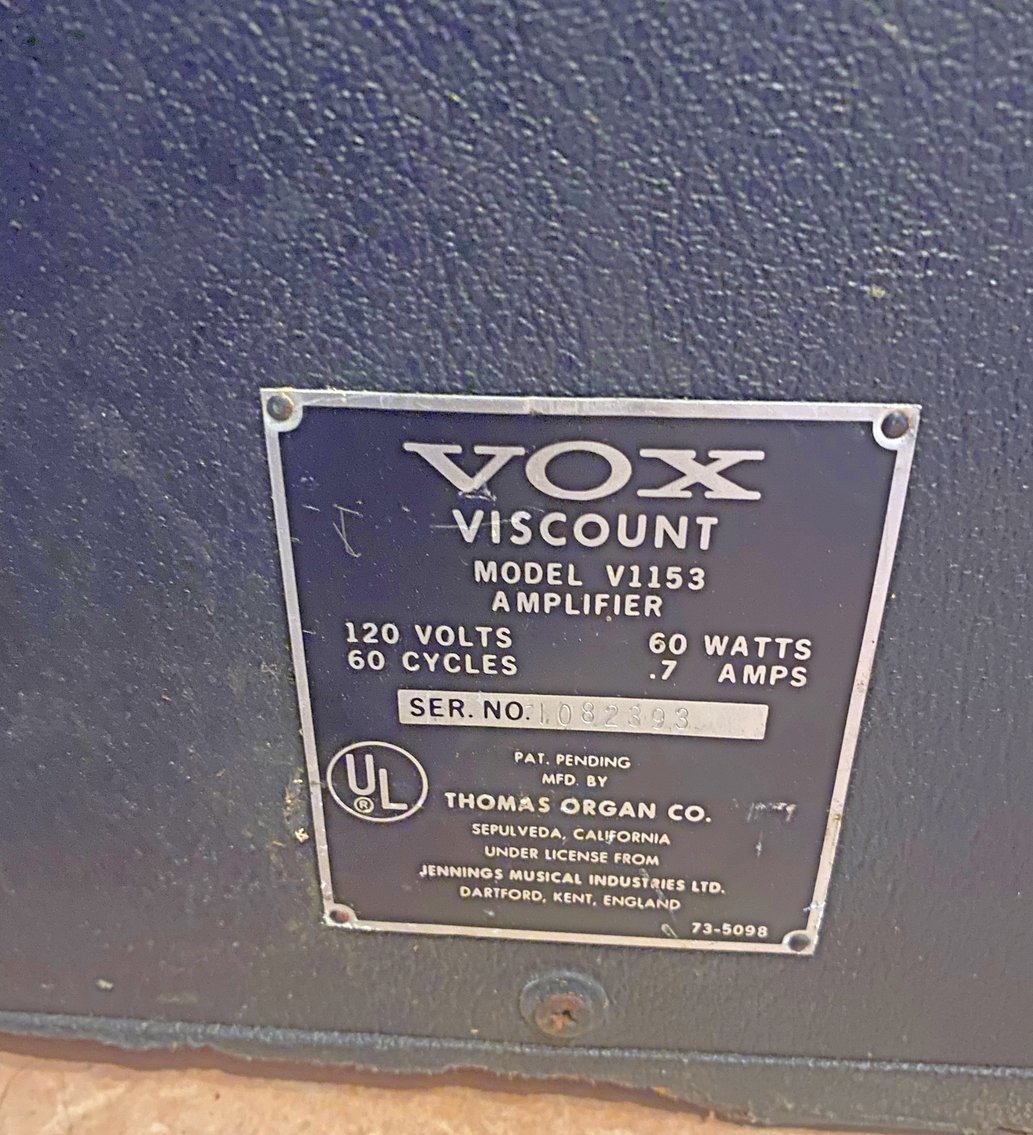 VOX
VISCOUNT
MODEL V1153
AMPLIFIER
120 VOLTS 60 WATTS
60 CYCLES .7 AMPS
SER. NO. 1082393
UL
®
PAT. PENDING
MFD. BY
THOMAS ORGAN CO.
SEPULVEDA, CALIFORNIA
UNDER LICENSE FROM
JENNINGS MUSICAL INDUSTRIES LTD.
DARTFORD, KENT, ENGLAND
73-5098